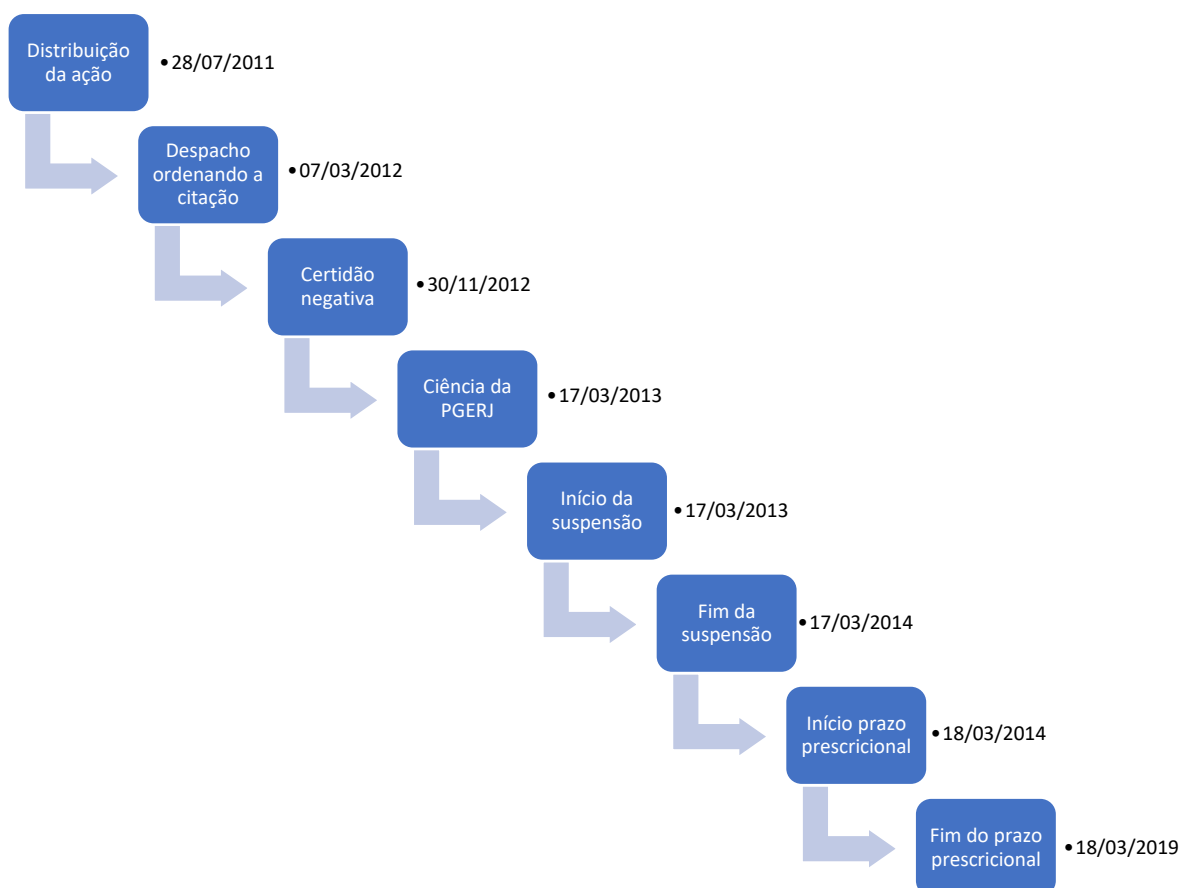 Distribuição
da ação
•28/07/2011
Despacho
ordenando a
citação
•07/03/2012
Certidão
negativa
•30/11/2012
Ciência da
PGERJ
•17/03/2013
Início da
suspensão
•17/03/2013
Fim da
suspensão
•17/03/2014
Início prazo
prescricional
•18/03/2014
Fim do prazo
prescricional
•18/03/2019